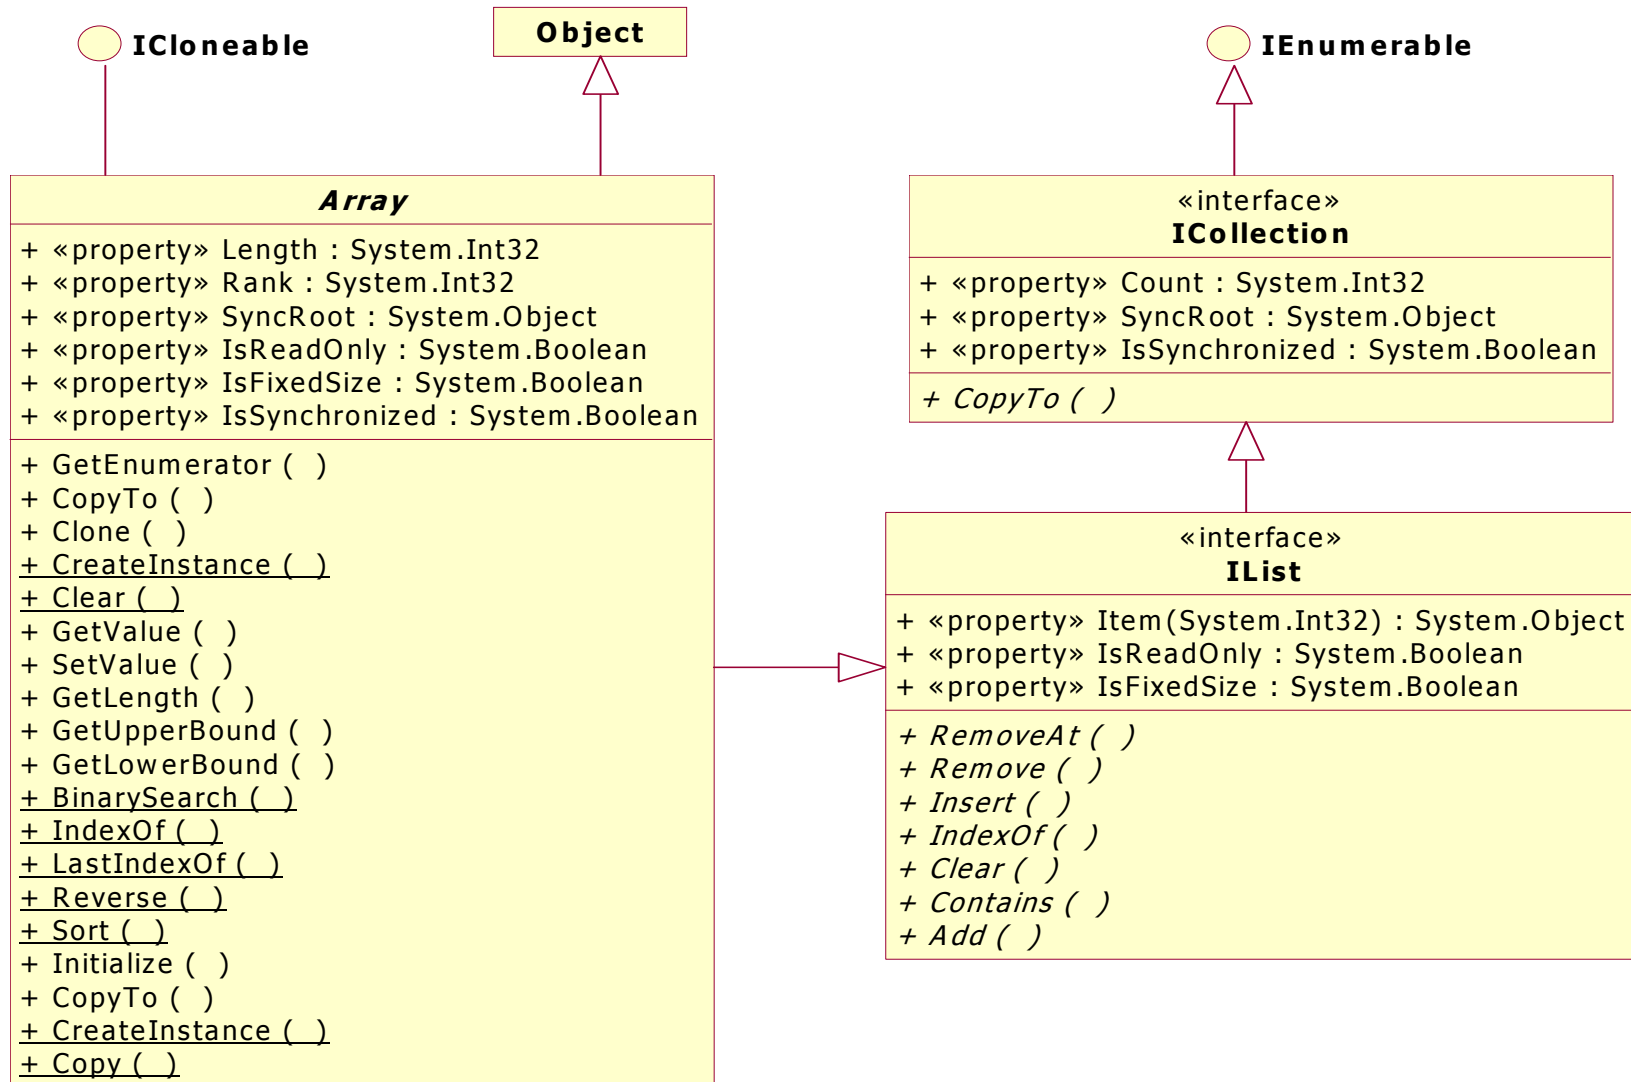 ICloneable
Object
IEnumerable
Array
+ «property» Length : System.Int32
+ «property» Rank : System.Int32
+ «property» SyncRoot : System.Object
+ «property» IsReadOnly : System.Boolean
+ «property» IsFixedSize : System.Boolean
+ «property» IsSynchronized : System.Boolean
+ GetEnumerator ( )
+ CopyTo ( )
+ Clone ( )
+ CreateInstance ( )
+ Clear ( )
+ GetValue ( )
+ SetValue ( )
+ GetLength ( )
+ GetUpperBound ( )
+ GetLowerBound ( )
+ BinarySearch ( )
+ IndexOf ( )
+ LastIndexOf ( )
+ Reverse ( )
+ Sort ( )
+ Initialize ( )
+ CopyTo ( )
+ CreateInstance ( )
+ Copy ( )
«interface»
ICollection
+ «property» Count : System.Int32
+ «property» SyncRoot : System.Object
+ «property» IsSynchronized : System.Boolean
+ CopyTo ( )
«interface»
IList
+ «property» Item(System.Int32) : System.Object
+ «property» IsReadOnly : System.Boolean
+ «property» IsFixedSize : System.Boolean
+ RemoveAt ( )
+ Remove ( )
+ Insert ( )
+ IndexOf ( )
+ Clear ( )
+ Contains ( )
+ Add ( )